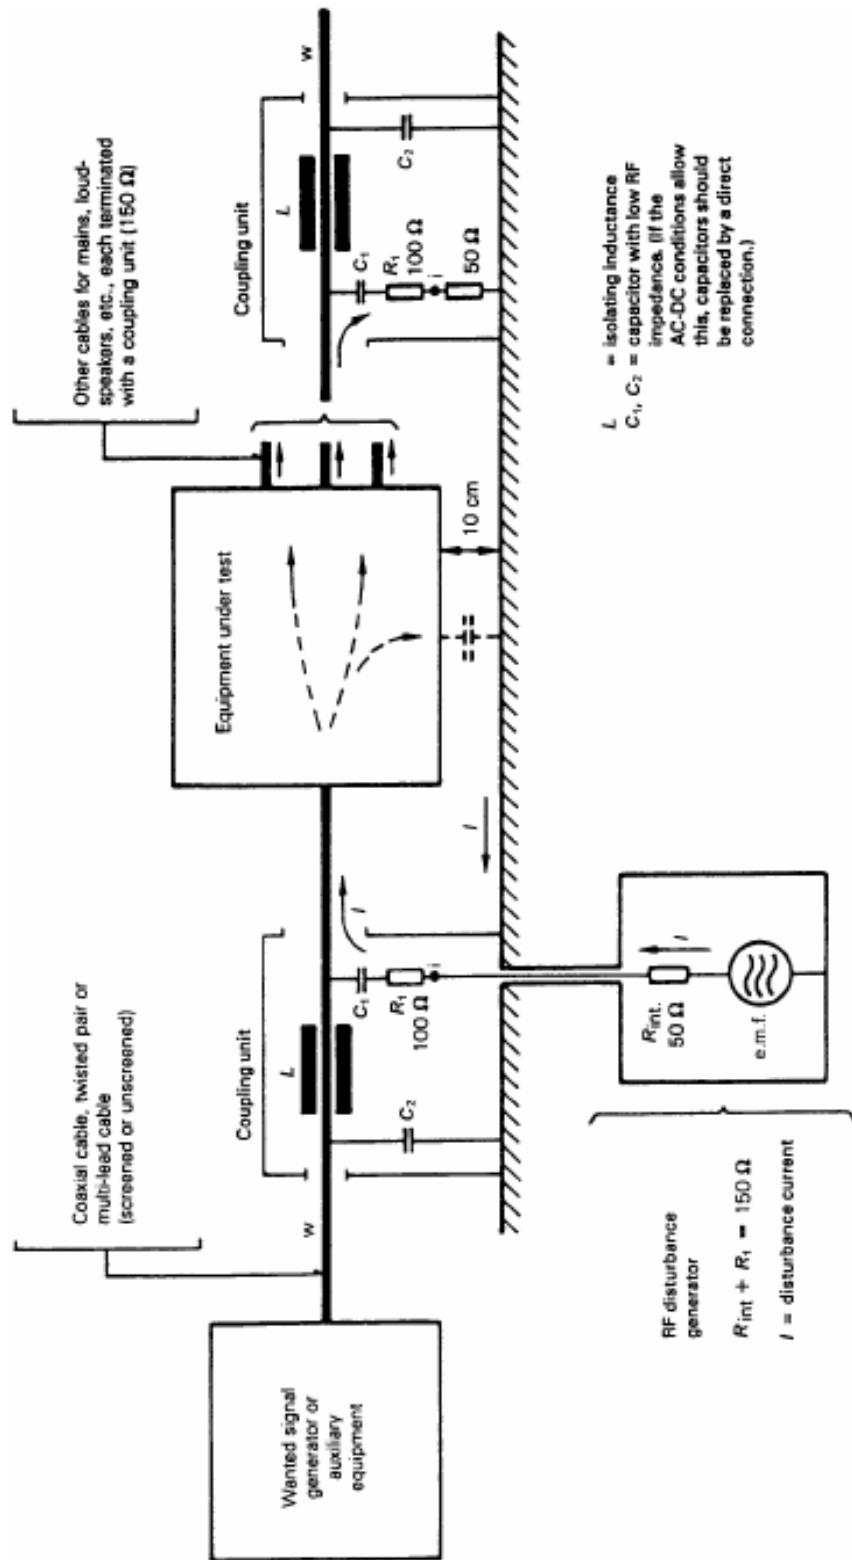 Coaxial cable, twisted pair or
multi-lead cable
(screened or unscreened)
Other cables for mains, loud-
speakers, etc., each terminated
with a coupling unit (150 Ω)
Wanted signal
generator or
auxiliary
equipment
w
Coupling unit
L
C2
C1
R1
100 Ω
i
I
Equipment under test
10 cm
I
Coupling unit
L
w
C1
R1
100 Ω
i
50 Ω
C2
Rint.
50 Ω
I
e.m.f.
RF disturbance
generator
Rint + R1 = 150 Ω
I = disturbance current
L = isolating inductance
C1, C2 = capacitor with low RF
impedance. (If the
AC-DC conditions allow
this, capacitors should
be replaced by a direct
connection.)